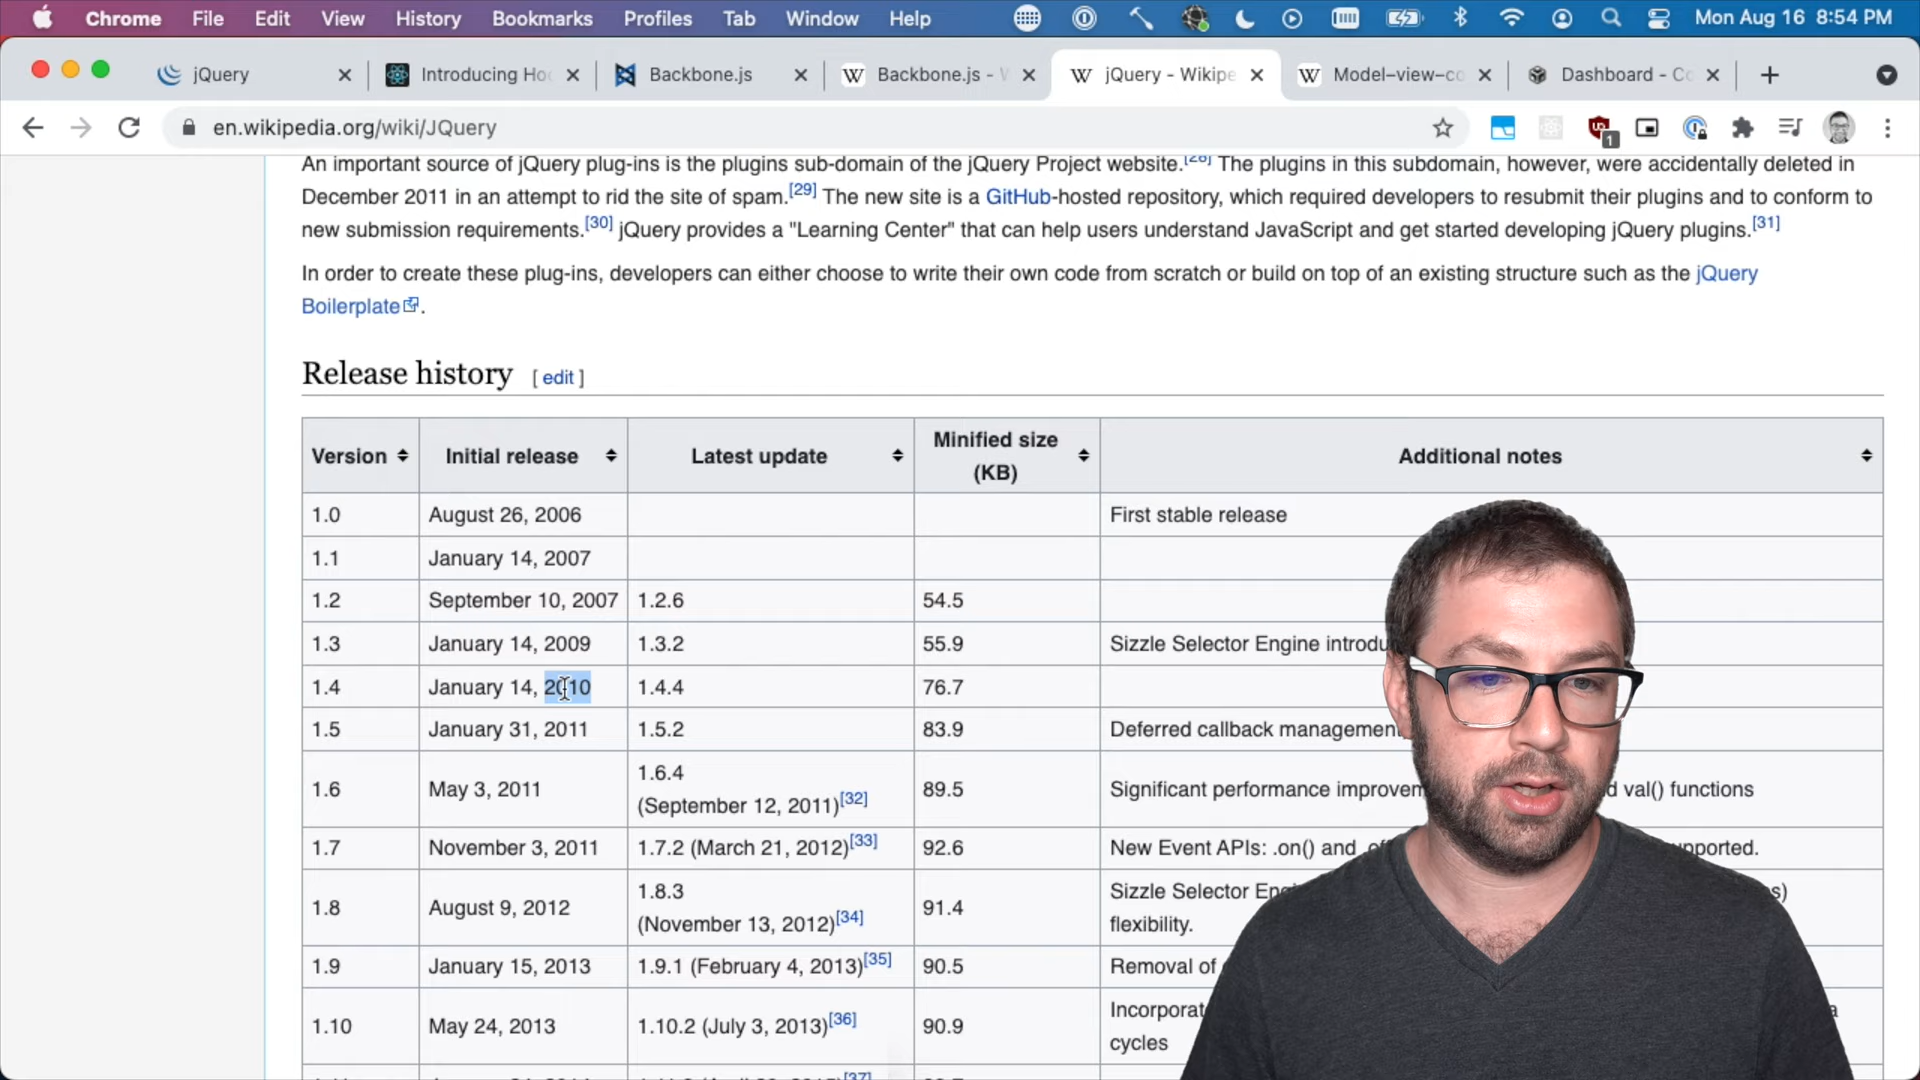 Chrome File Edit View History Bookmarks Profiles Tab Window Help Mon Aug 16 8:54 PM
jQuery Introducing Ho Backbone.js Backbone.js - jQuery - Wikipe Model–view–co Dashboard - Co
en.wikipedia.org/wiki/JQuery
1
An important source of jQuery plug-ins is the plugins sub-domain of the jQuery Project website.[28] The plugins in this subdomain, however, were accidentally deleted in
December 2011 in an attempt to rid the site of spam.[29] The new site is a GitHub-hosted repository, which required developers to resubmit their plugins and to conform to
new submission requirements.[30] jQuery provides a "Learning Center" that can help users understand JavaScript and get started developing jQuery plugins.[31]
In order to create these plug-ins, developers can either choose to write their own code from scratch or build on top of an existing structure such as the jQuery
Boilerplate.
Release history [ edit ]
Version Initial release Latest update Minified size (KB) Additional notes
1.0 August 26, 2006 First stable release
1.1 January 14, 2007
1.2 September 10, 2007 1.2.6 54.5
1.3 January 14, 2009 1.3.2 55.9 Sizzle Selector Engine introdu
1.4 January 14, 2010 1.4.4 76.7
1.5 January 31, 2011 1.5.2 83.9 Deferred callback management
1.6 May 3, 2011 1.6.4 (September 12, 2011)[32] 89.5 Significant performance improvem d val() functions
1.7 November 3, 2011 1.7.2 (March 21, 2012)[33] 92.6 New Event APIs: .on() and .of pported.
1.8 August 9, 2012 1.8.3 (November 13, 2012)[34] 91.4 Sizzle Selector Eng s) flexibility.
1.9 January 15, 2013 1.9.1 (February 4, 2013)[35] 90.5 Removal of
1.10 May 24, 2013 1.10.2 (July 3, 2013)[36] 90.9 Incorporat a cycles